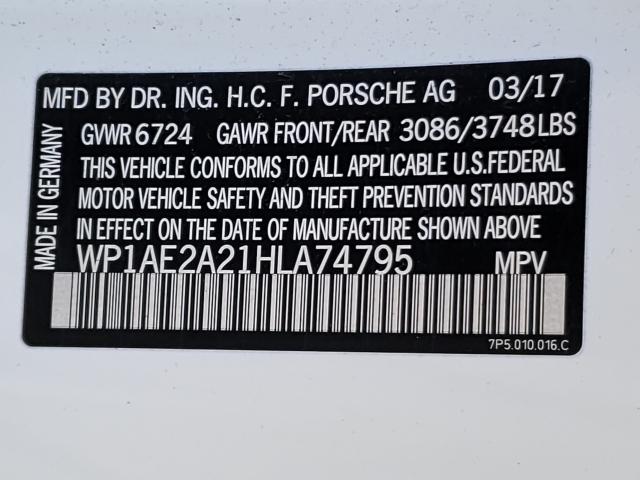 MFD BY DR. ING. H.C. F. PORSCHE AG 03/17
GVWR 6724 GAWR FRONT/REAR 3086/3748LBS
THIS VEHICLE CONFORMS TO ALL APPLICABLE U.S.FEDERAL
MOTOR VEHICLE SAFETY AND THEFT PREVENTION STANDARDS
IN EFFECT ON THE DATE OF MANUFACTURE SHOWN ABOVE
WP1AE2A21HLA74795 MPV
7P5.010.016.C
MADE IN GERMANY